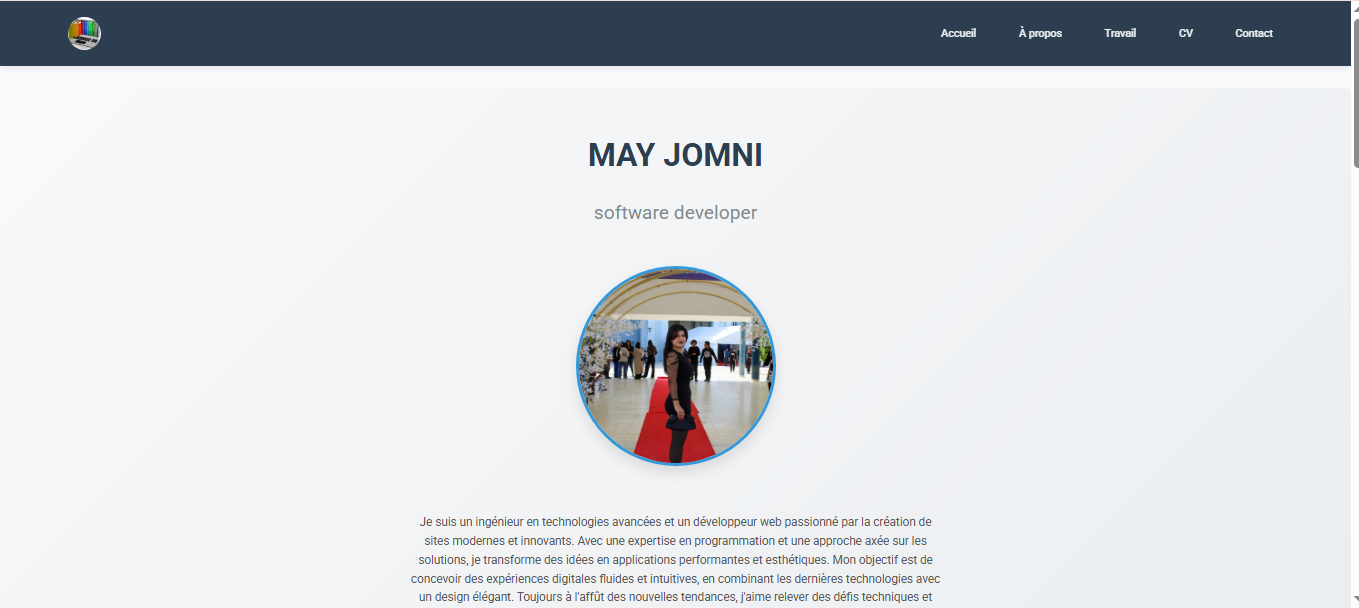 Accueil À propos Travail CV Contact
MAY JOMNI
software developer
Je suis un ingénieur en technologies avancées et un développeur web passionné par la création de
sites modernes et innovants. Avec une expertise en programmation et une approche axée sur les
solutions, je transforme des idées en applications performantes et esthétiques. Mon objectif est de
concevoir des expériences digitales fluides et intuitives, en combinant les dernières technologies avec
un design élégant. Toujours à l'affût des nouvelles tendances, j'aime relever des défis techniques et